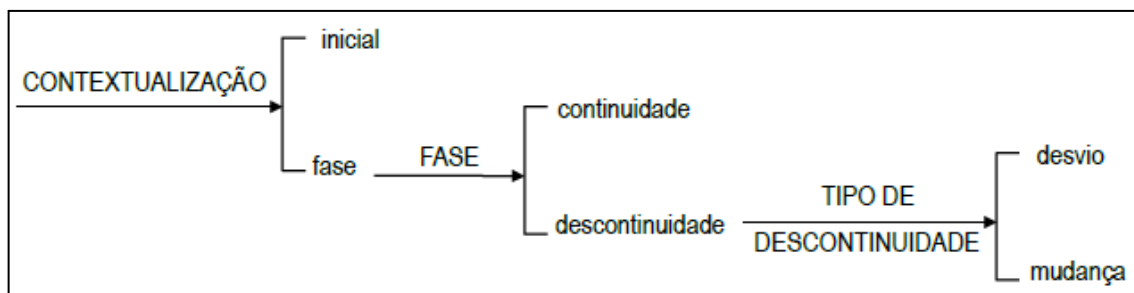 inicial
CONTEXTUALIZAÇÃO
continuidade
fase
FASE
desvio
TIPO DE
descontinuidade
DESCONTINUIDADE
mudança